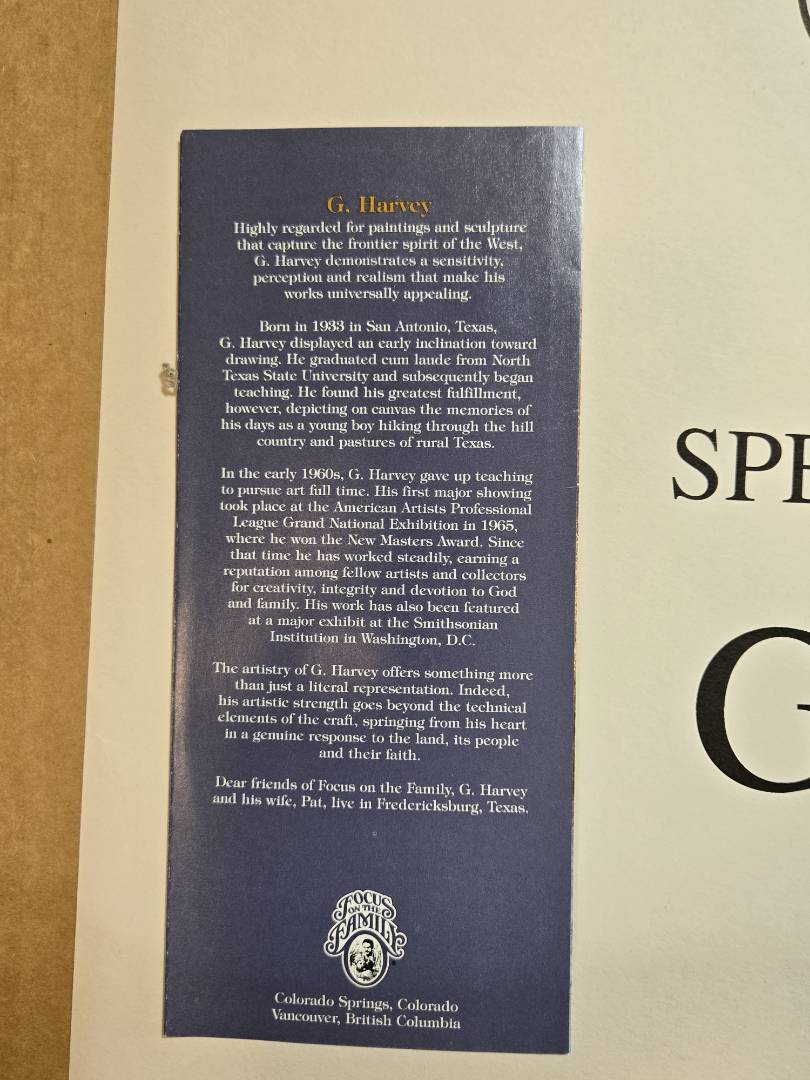 G. Harvey
Highly regarded for paintings and sculpture
that capture the frontier spirit of the West,
G. Harvey demonstrates a sensitivity,
perception and realism that make his
works universally appealing.
Born in 1933 in San Antonio, Texas,
G. Harvey displayed an early inclination toward
drawing. He graduated cum laude from North
Texas State University and subsequently began
teaching. He found his greatest fulfillment,
however, depicting on canvas the memories of
his days as a young boy hiking through the hill
country and pastures of rural Texas.
In the early 1960s, G. Harvey gave up teaching
to pursue art full time. His first major showing
took place at the American Artists Professional
League Grand National Exhibition in 1965,
where he won the New Masters Award. Since
that time he has worked steadily, earning a
reputation among fellow artists and collectors
for creativity, integrity and devotion to God
and family. His work has also been featured
at a major exhibit at the Smithsonian
Institution in Washington, D.C.
The artistry of G. Harvey offers something more
than just a literal representation. Indeed,
his artistic strength goes beyond the technical
elements of the craft, springing from his heart
in a genuine response to the land, its people
and their faith.
Dear friends of Focus on the Family, G. Harvey
and his wife, Pat, live in Fredericksburg, Texas.
FOCUS
ON THE
FAMILY
Colorado Springs, Colorado
Vancouver, British Columbia
SPE
G